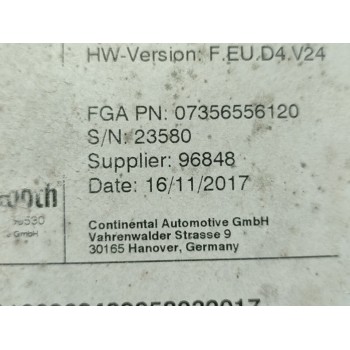 HW-Version: F.EU.D4.V24
FGA PN: 07356556120
S/N: 23580
Supplier: 96848
Date: 16/11/2017
Continental Automotive GmbH
Vahrenwalder Strasse 9
30165 Hanover, Germany
GmbH